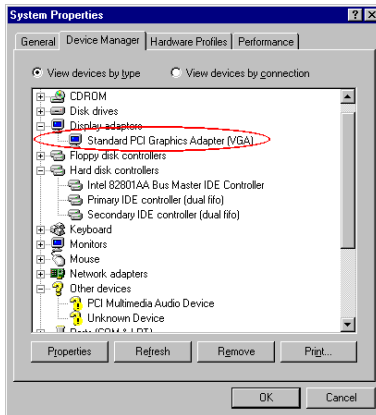 System Properties
General Device Manager Hardware Profiles Performance
View devices by type View devices by connection
CDROM
Disk drives
Display adapters
Standard PCI Graphics Adapter (VGA)
Floppy disk controllers
Hard disk controllers
Intel 82801AA Bus Master IDE Controller
Primary IDE controller (dual fifo)
Secondary IDE controller (dual fifo)
Keyboard
Monitors
Mouse
Network adapters
Other devices
PCI Multimedia Audio Device
Unknown Device
Ports (COM & LPT)
Properties Refresh Remove Print...
OK Cancel